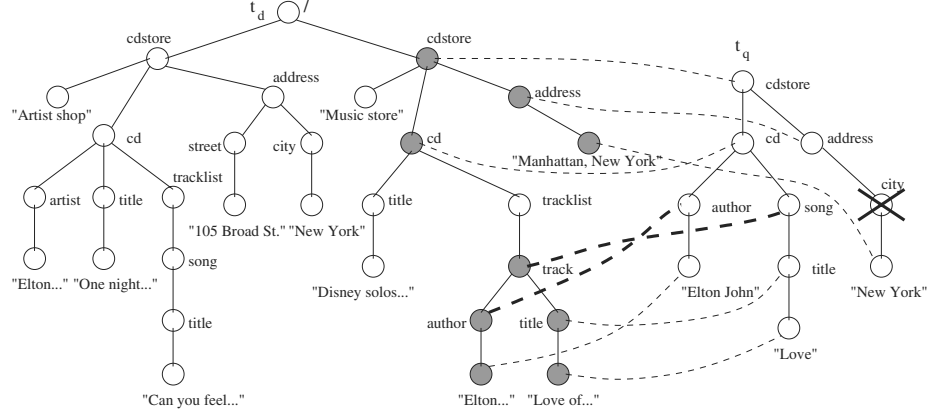 t_d /
cdstore
cdstore
t_q
cdstore
address
address
"Artist shop"
"Music store"
cd
street
city
cd
"Manhattan, New York"
cd
address
city
artist
title
tracklist
title
tracklist
author
song
"105 Broad St."
"New York"
song
track
title
"Elton..."
"One night..."
"Disney solos..."
"Elton John"
"New York"
title
author
title
"Love"
"Can you feel..."
"Elton..."
"Love of..."